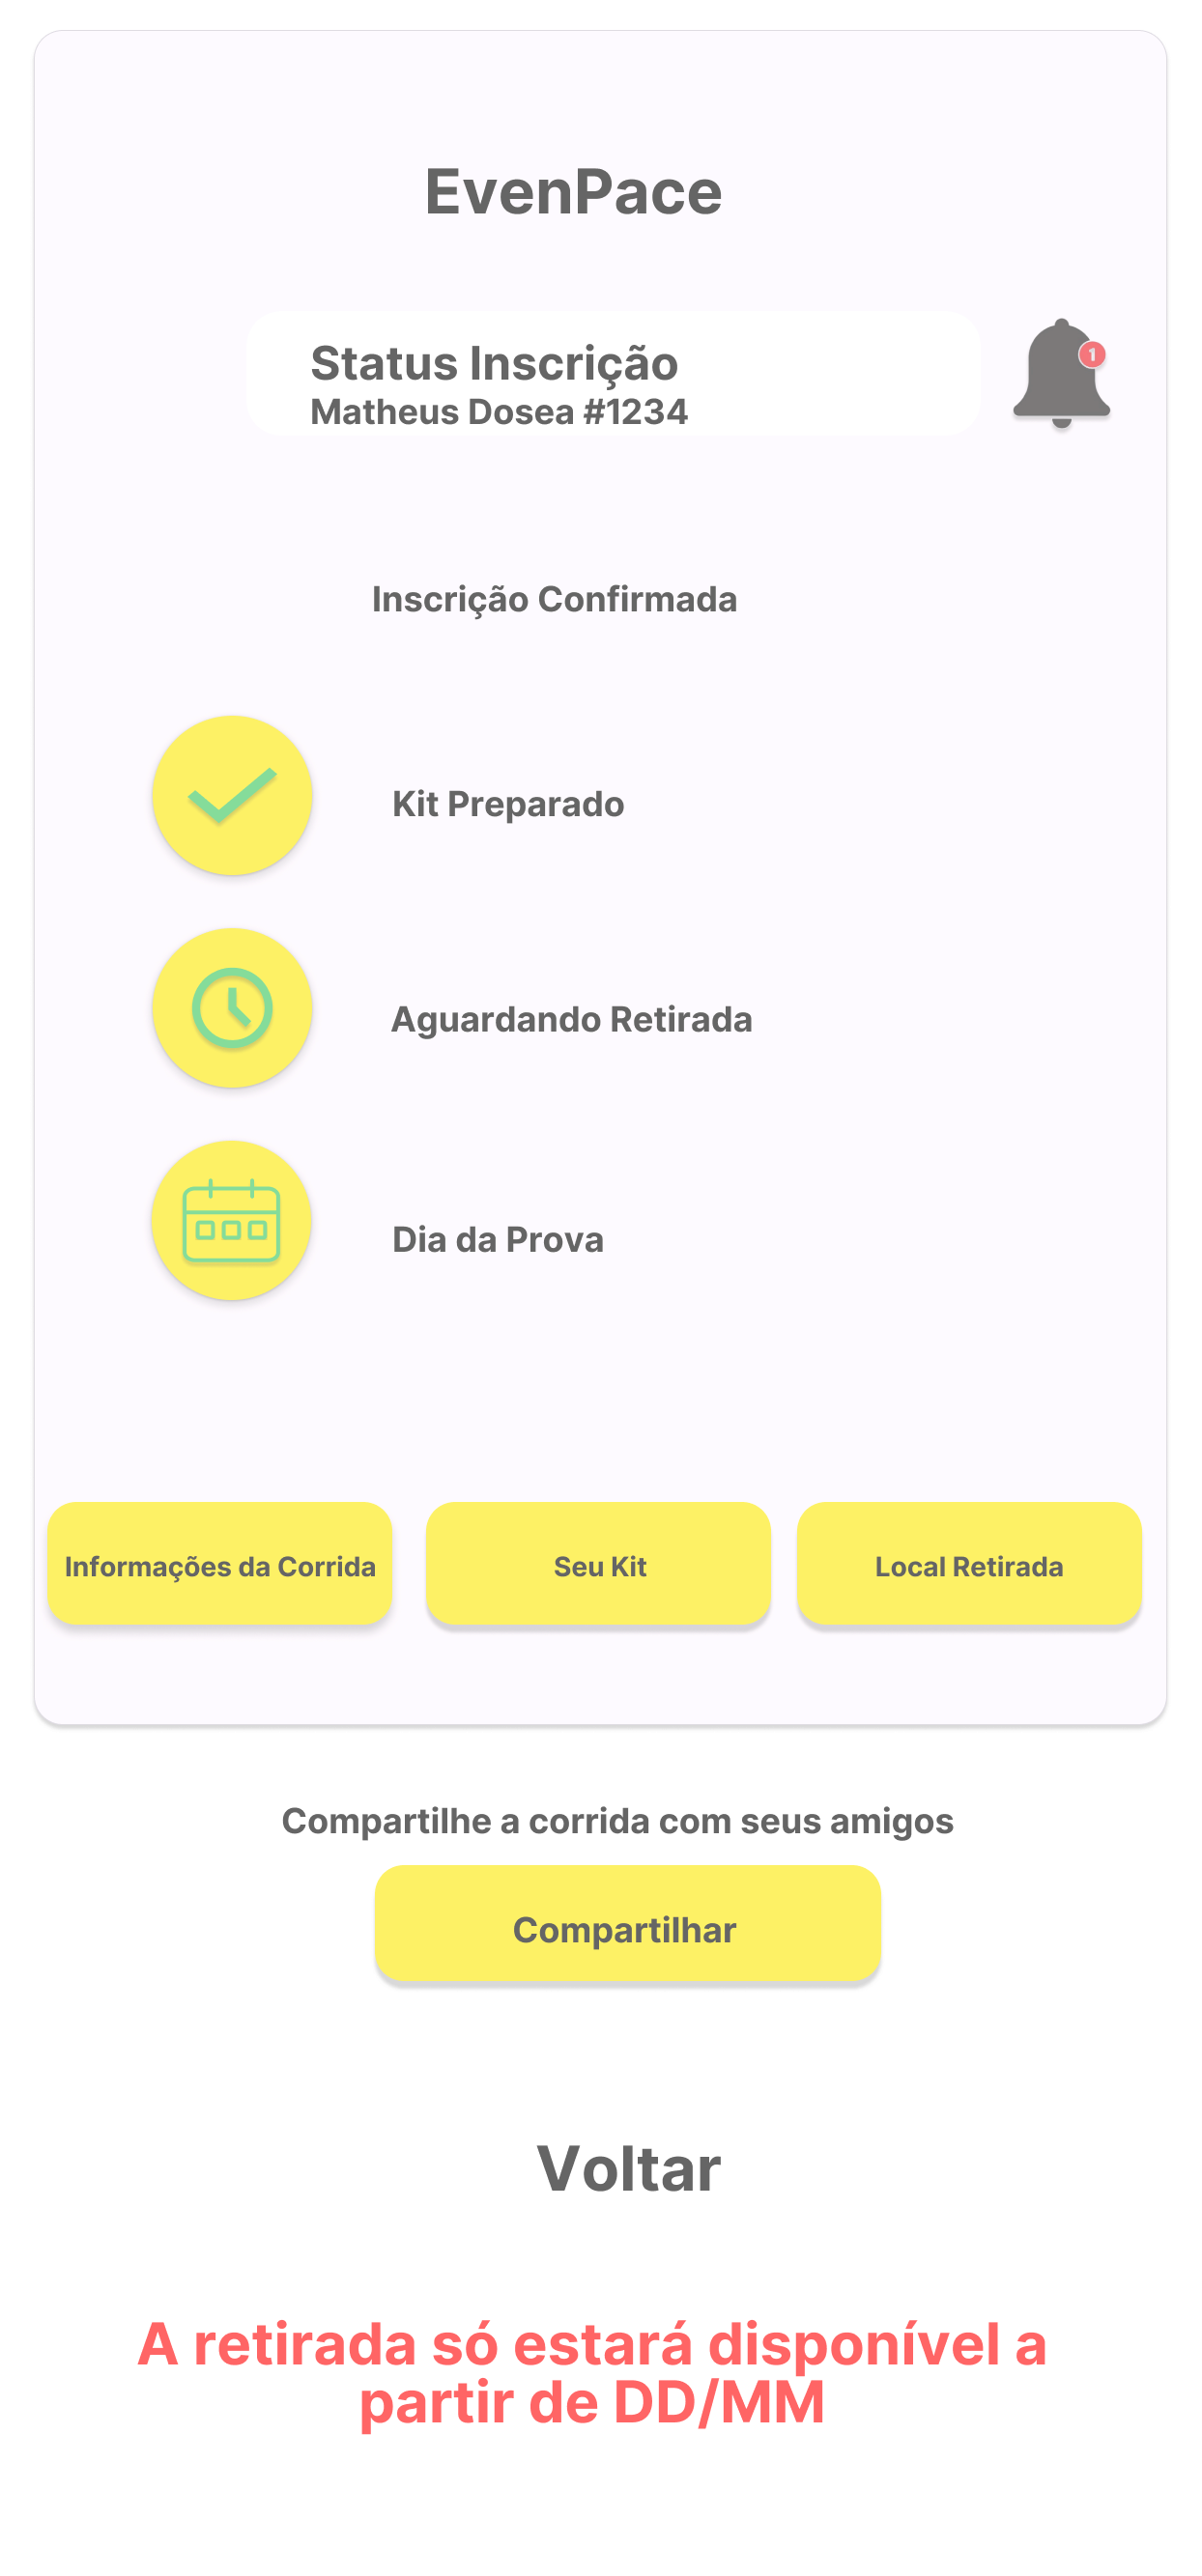 EvenPace
Status Inscrição
Matheus Dosea #1234
1
Inscrição Confirmada
Kit Preparado
Aguardando Retirada
Dia da Prova
Informações da Corrida
Seu Kit
Local Retirada
Compartilhe a corrida com seus amigos
Compartilhar
Voltar
A retirada só estará disponível a
partir de DD/MM